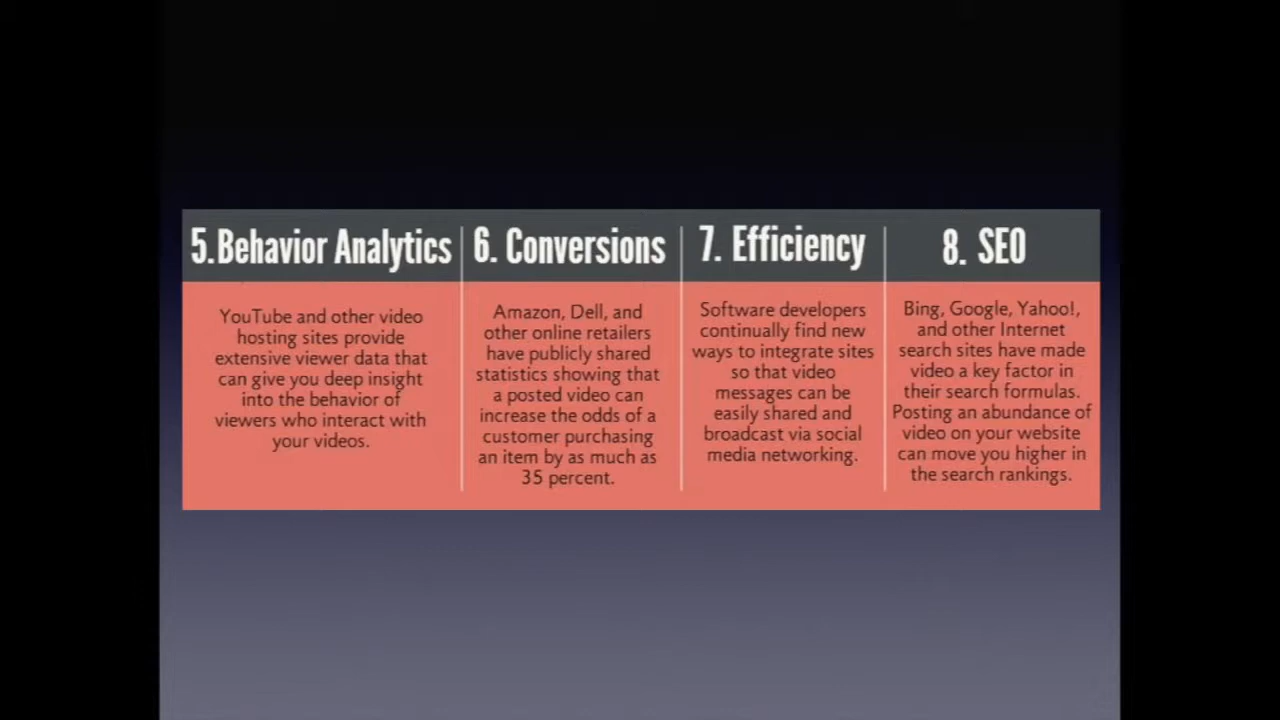 5.Behavior Analytics
YouTube and other video
hosting sites provide
extensive viewer data that
can give you deep insight
into the behavior of
viewers who interact with
your videos.
6. Conversions
Amazon, Dell, and
other online retailers
have publicly shared
statistics showing that
a posted video can
increase the odds of a
customer purchasing
an item by as much as
35 percent.
7. Efficiency
Software developers
continually find new
ways to integrate sites
so that video
messages can be
easily shared and
broadcast via social
media networking.
8. SEO
Bing, Google, Yahoo!,
and other Internet
search sites have made
video a key factor in
their search formulas.
Posting an abundance of
video on your website
can move you higher in
the search rankings.